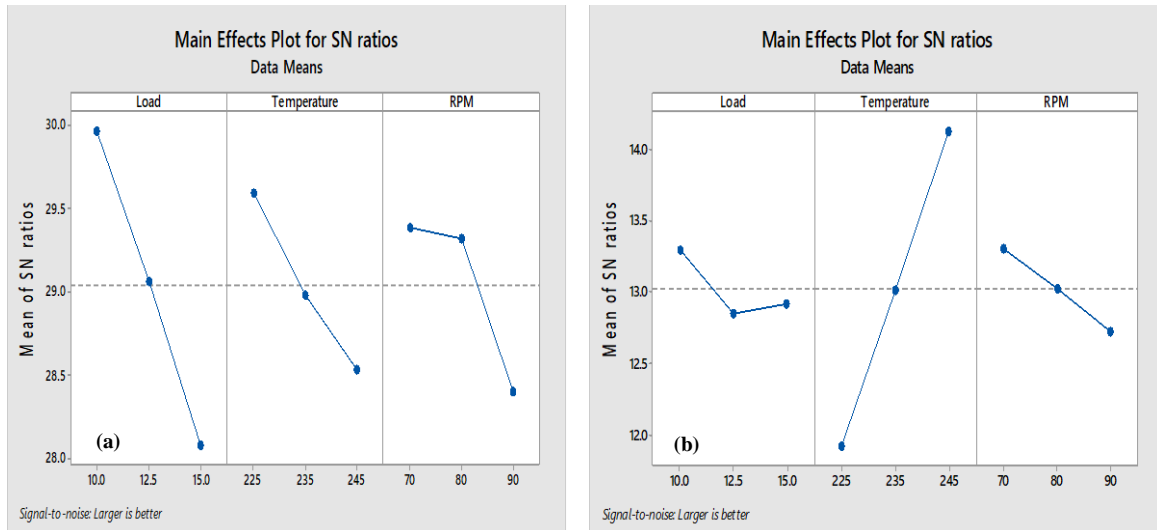 Main Effects Plot for SN ratios
Data Means
Load Temperature RPM
Mean of SN ratios
30.0
29.5
29.0
28.5
28.0
(a)
10.0 12.5 15.0 225 235 245 70 80 90
Signal-to-noise: Larger is better
Main Effects Plot for SN ratios
Data Means
Load Temperature RPM
Mean of SN ratios
14.0
13.5
13.0
12.5
12.0
(b)
10.0 12.5 15.0 225 235 245 70 80 90
Signal-to-noise: Larger is better